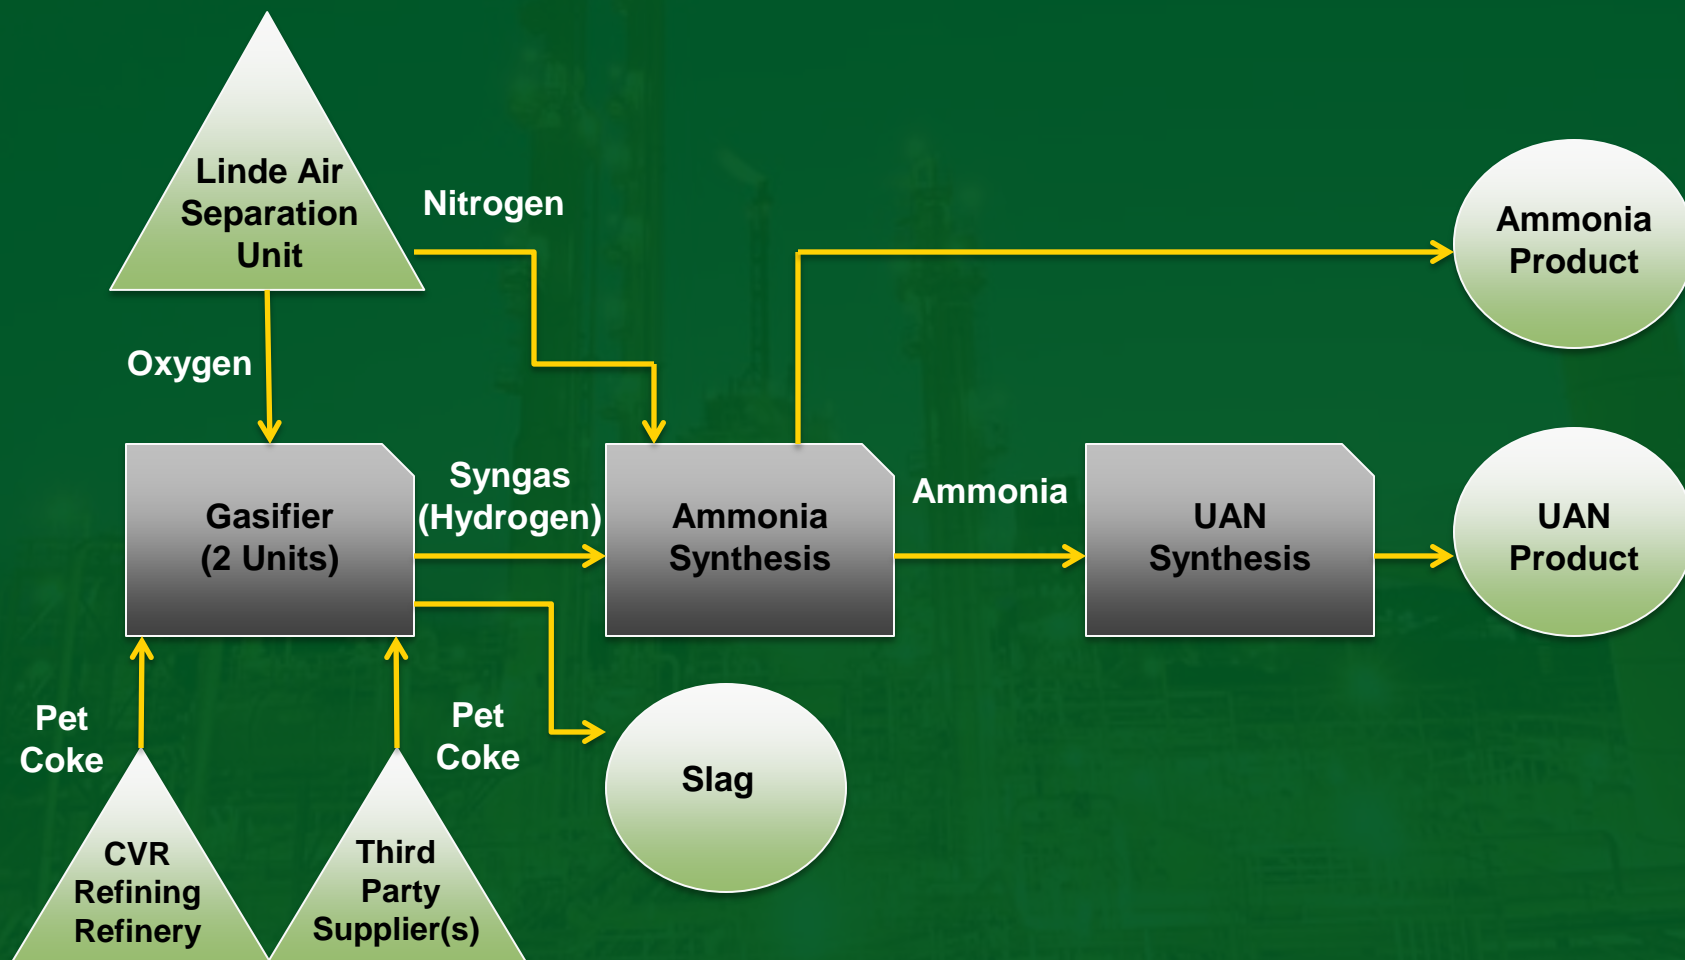 Linde Air
Separation
Unit
Nitrogen
Ammonia
Product
Oxygen
Gasifier
(2 Units)
Syngas
(Hydrogen)
Ammonia
Synthesis
Ammonia
UAN
Synthesis
UAN
Product
Pet
Coke
Pet
Coke
Slag
CVR
Refining
Refinery
Third
Party
Supplier(s)